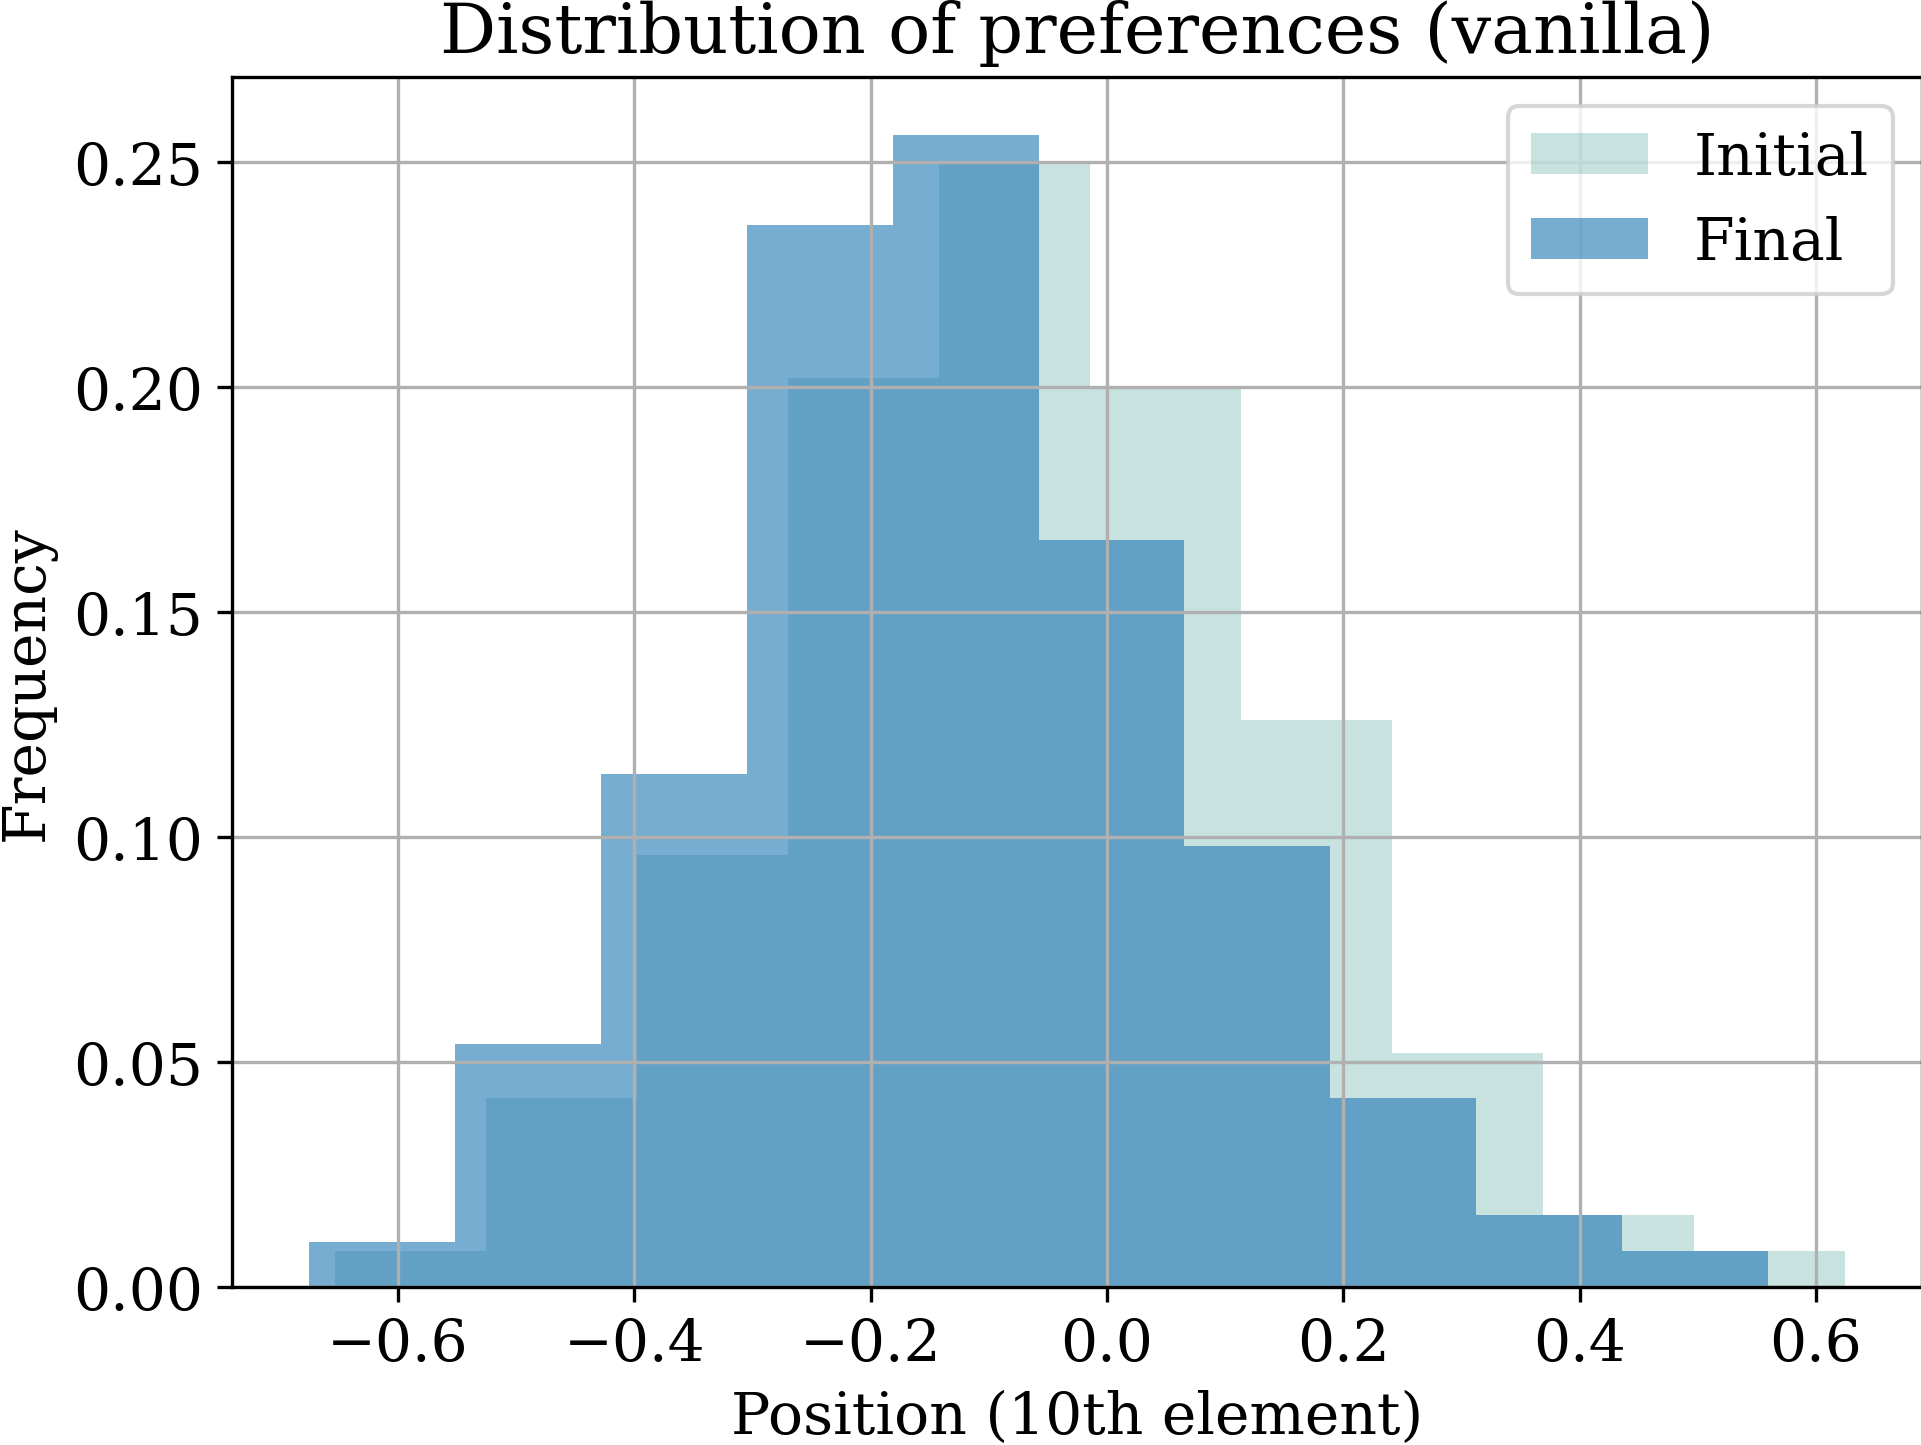 Distribution of preferences (vanilla)
Initial
Final
Frequency
0.25
0.20
0.15
0.10
0.05
0.00
−0.6 −0.4 −0.2 0.0 0.2 0.4 0.6
Position (10th element)